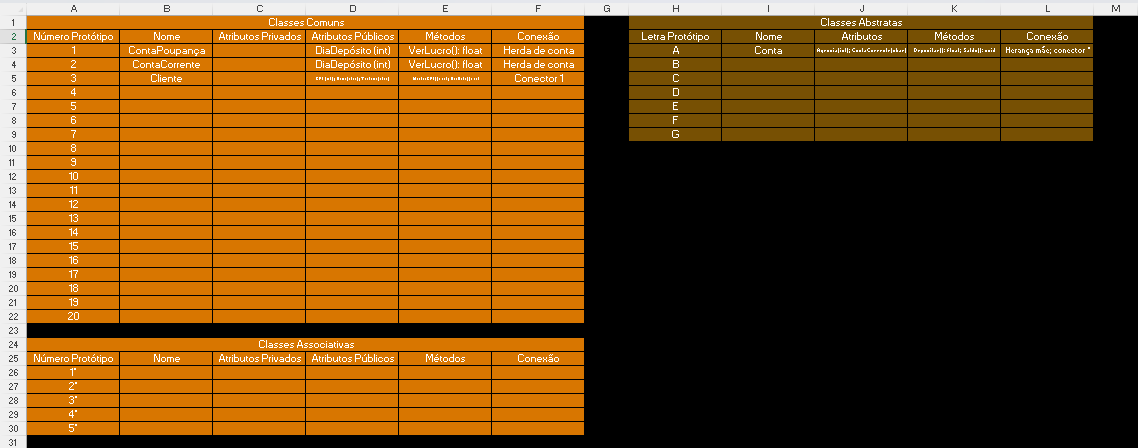 A B C D E F G H I J K L M
1 Classes Comuns Classes Abstratas
2 Número Protótipo Nome Atributos Privados Atributos Públicos Métodos Conexão Letra Protótipo Nome Atributos Métodos Conexão
3 1 ContaPoupança DiaDepósito (int) VerLucro(): float Herda de conta A Conta Herança mãe; conector *
4 2 ContaCorrente DiaDepósito (int) VerLucro(): float Herda de conta B
5 3 Cliente Conector 1 C
6 4 D
7 5 E
8 6 F
9 7 G
10 8
11 9
12 10
13 11
14 12
15 13
16 14
17 15
18 16
19 17
20 18
21 19
22 20
23
24 Classes Associativas
25 Número Protótipo Nome Atributos Privados Atributos Públicos Métodos Conexão
26 1*
27 2*
28 3*
29 4*
30 5*
31